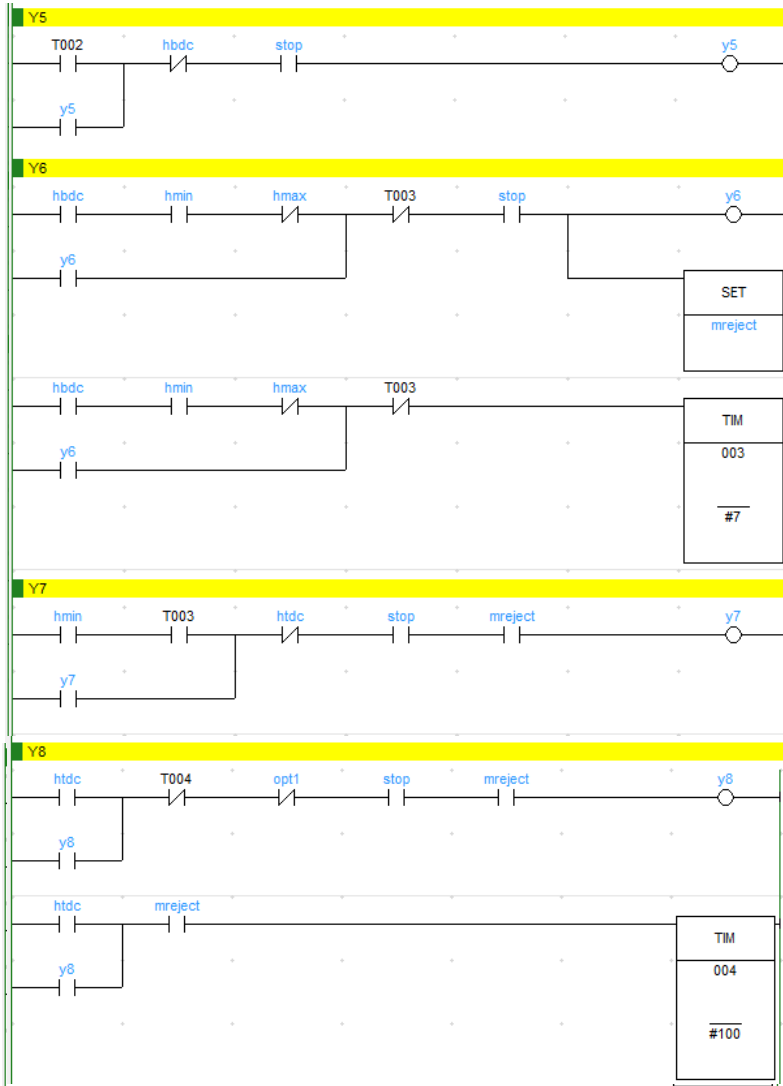 Y5
T002 hbdc stop y5
y5
Y6
hbdc hmin hmax T003 stop y6
y6
SET
mreject
hbdc hmin hmax T003
TIM
y6
003
#7
Y7
hmin T003 htdc stop mreject y7
y7
Y8
htdc T004 opt1 stop mreject y8
y8
htdc mreject
TIM
y8
004
#100